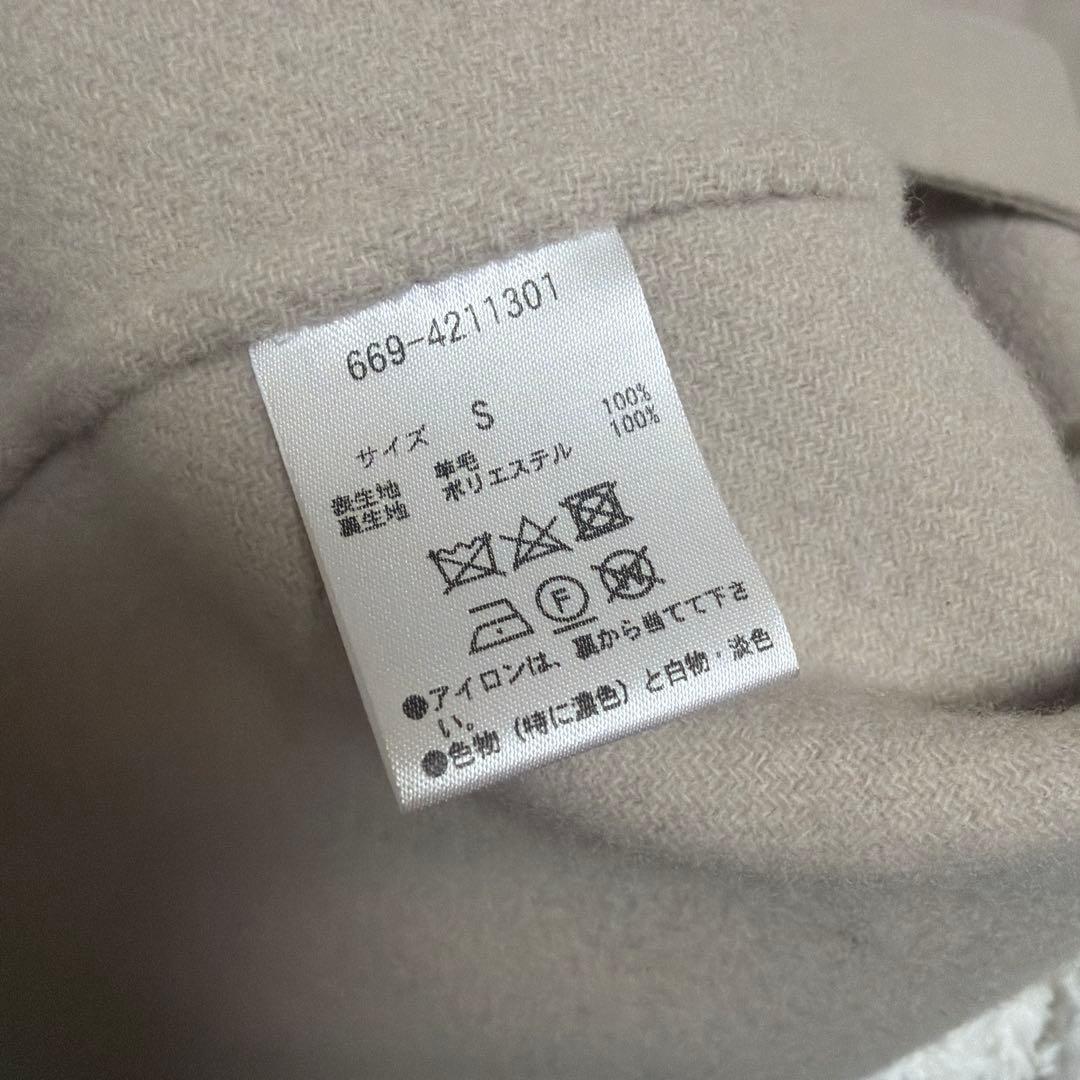 669-4211301
サイズ S
表生地 羊毛 100%
裏生地 ポリエステル 100%
F
W
●アイロンは、裏から当てて下さ
い。
●色物（特に濃色）と白物・淡色